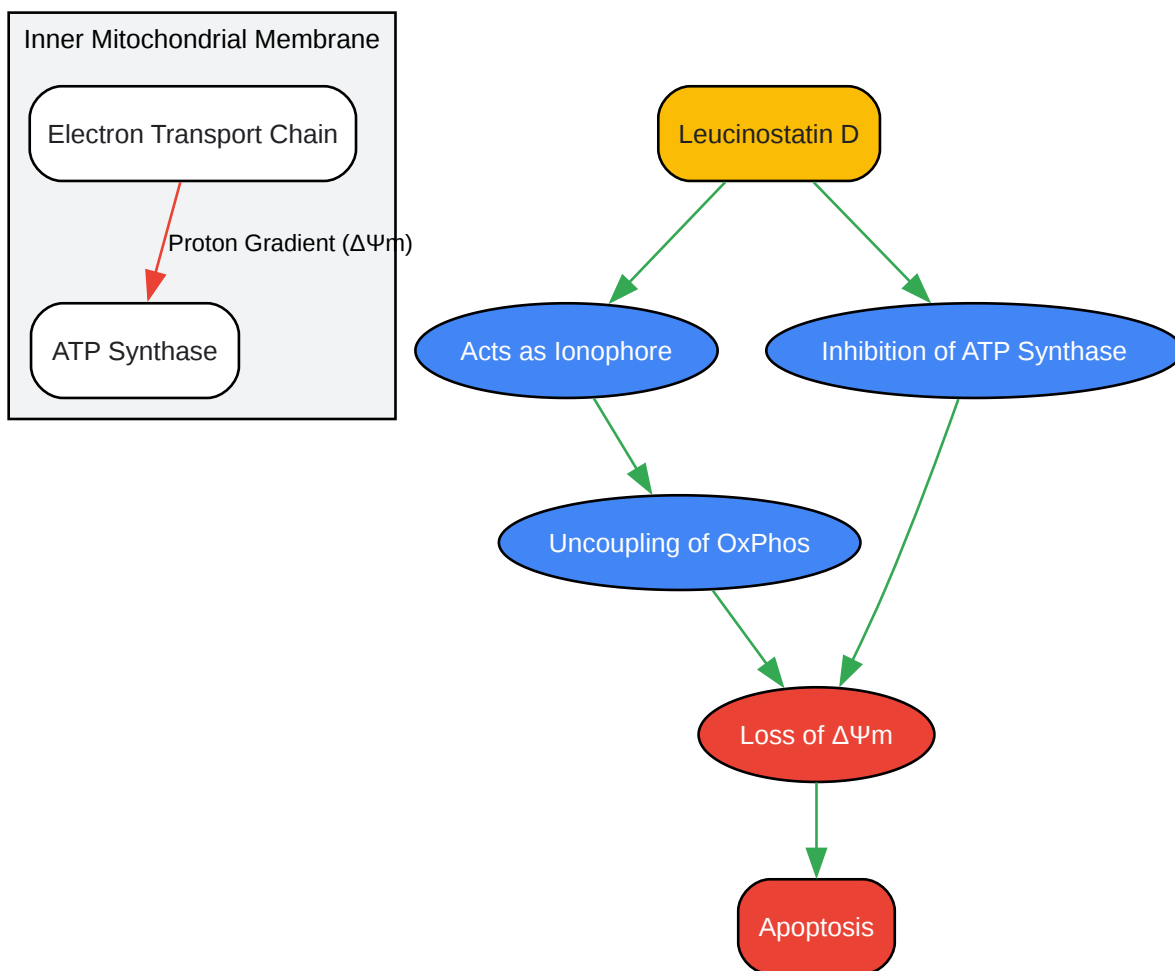 Inner Mitochondrial Membrane
Electron Transport Chain
Proton Gradient (ΔΨm)
ATP Synthase
Leucinostatin D
Acts as Ionophore
Inhibition of ATP Synthase
Uncoupling of OxPhos
Loss of ΔΨm
Apoptosis